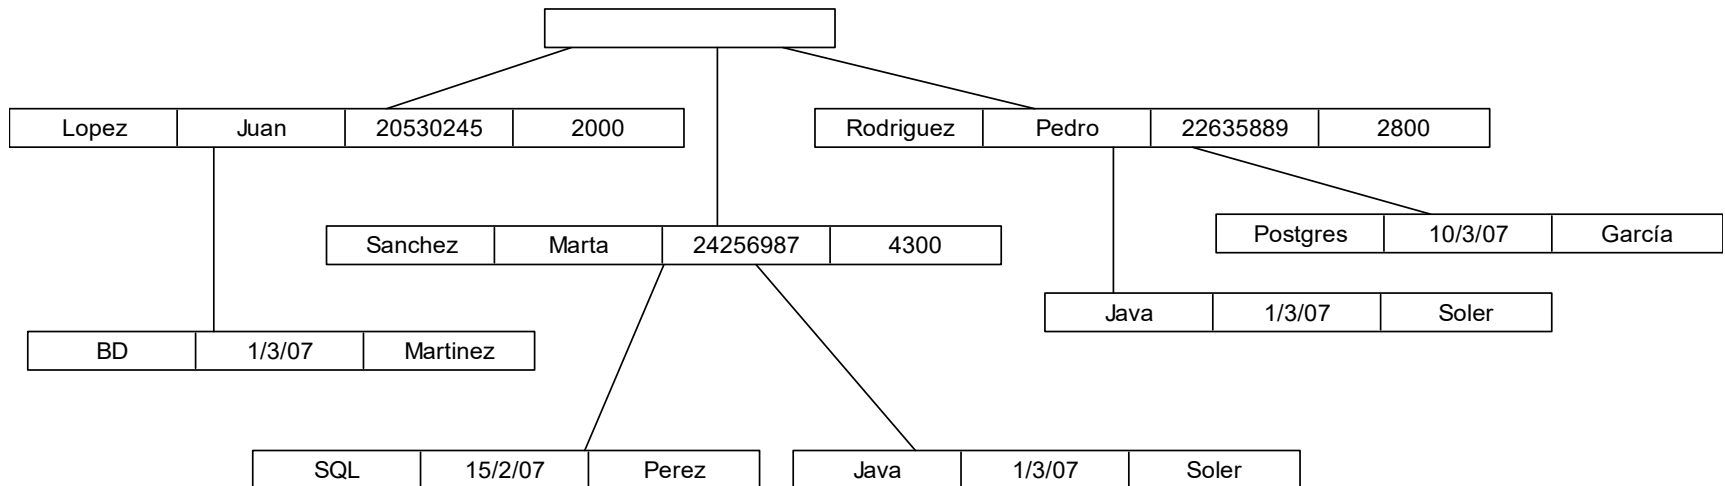 Lopez Juan 20530245 2000
Rodriguez Pedro 22635889 2800
Sanchez Marta 24256987 4300
Postgres 10/3/07 García
Java 1/3/07 Soler
BD 1/3/07 Martinez
SQL 15/2/07 Perez
Java 1/3/07 Soler